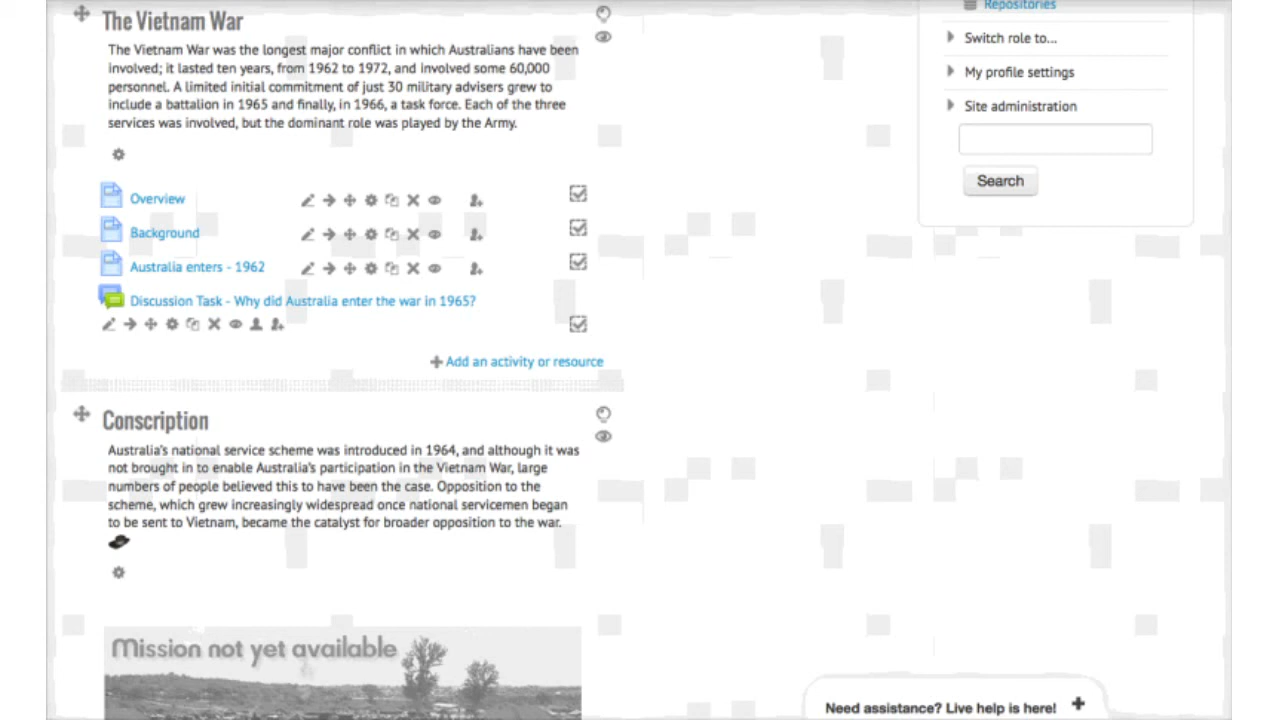 The Vietnam War
The Vietnam War was the longest major conflict in which Australians have been
involved; it lasted ten years, from 1962 to 1972, and involved some 60,000
personnel. A limited initial commitment of just 30 military advisers grew to
include a battalion in 1965 and finally, in 1966, a task force. Each of the three
services was involved, but the dominant role was played by the Army.
Overview
Background
Australia enters - 1962
Discussion Task - Why did Australia enter the war in 1965?
Add an activity or resource
Conscription
Australia's national service scheme was introduced in 1964, and although it was
not brought in to enable Australia's participation in the Vietnam War, large
numbers of people believed this to have been the case. Opposition to the
scheme, which grew increasingly widespread once national servicemen began
to be sent to Vietnam, became the catalyst for broader opposition to the war.
Mission not yet available
Repositories
Switch role to...
My profile settings
Site administration
Search
Need assistance? Live help is here!